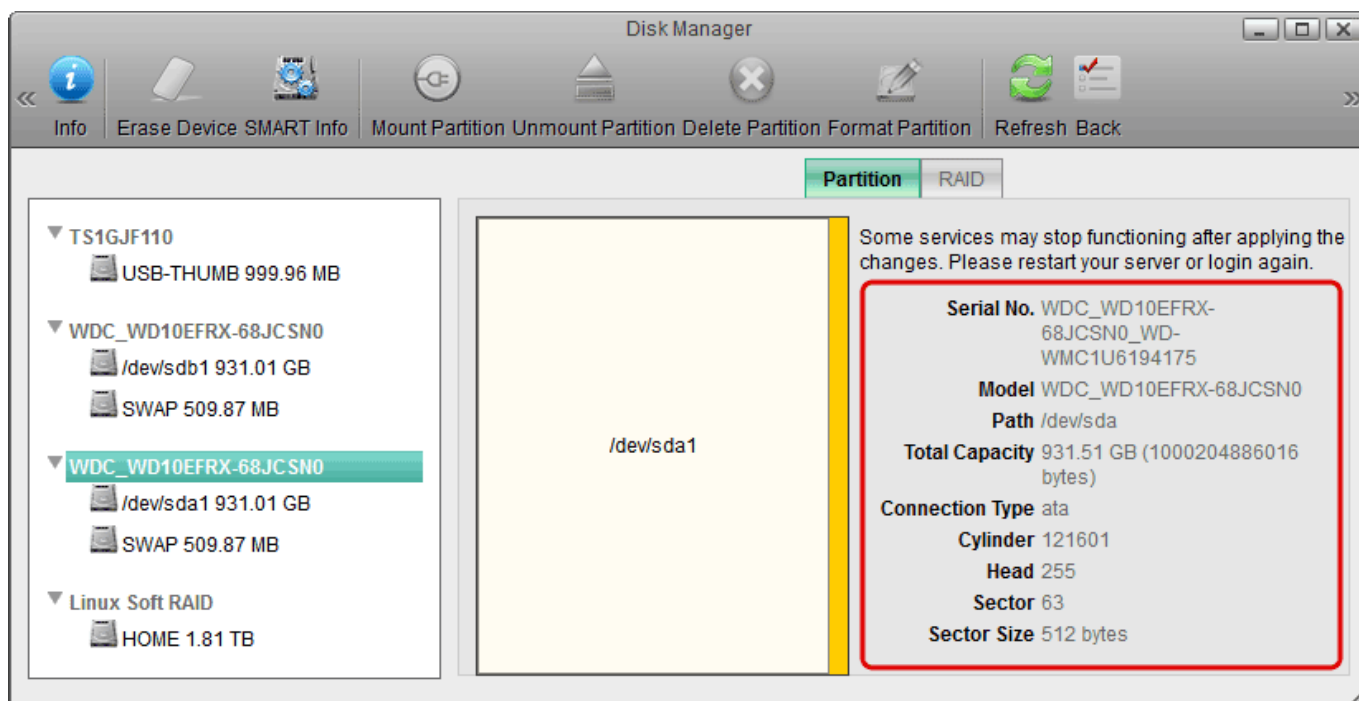 Disk Manager
Info
Erase Device
SMART Info
Mount Partition
Unmount Partition
Delete Partition
Format Partition
Refresh
Back
Partition
RAID
TS1GJF110
USB-THUMB 999.96 MB
WDC_WD10EFRX-68JCSN0
/dev/sdb1 931.01 GB
SWAP 509.87 MB
WDC_WD10EFRX-68JCSN0
/dev/sda1 931.01 GB
SWAP 509.87 MB
Linux Soft RAID
HOME 1.81 TB
/dev/sda1
Some services may stop functioning after applying the
changes. Please restart your server or login again.
Serial No. WDC_WD10EFRX-
68JCSN0_WD-
WMC1U6194175
Model WDC_WD10EFRX-68JCSN0
Path /dev/sda
Total Capacity 931.51 GB (1000204886016
bytes)
Connection Type ata
Cylinder 121601
Head 255
Sector 63
Sector Size 512 bytes